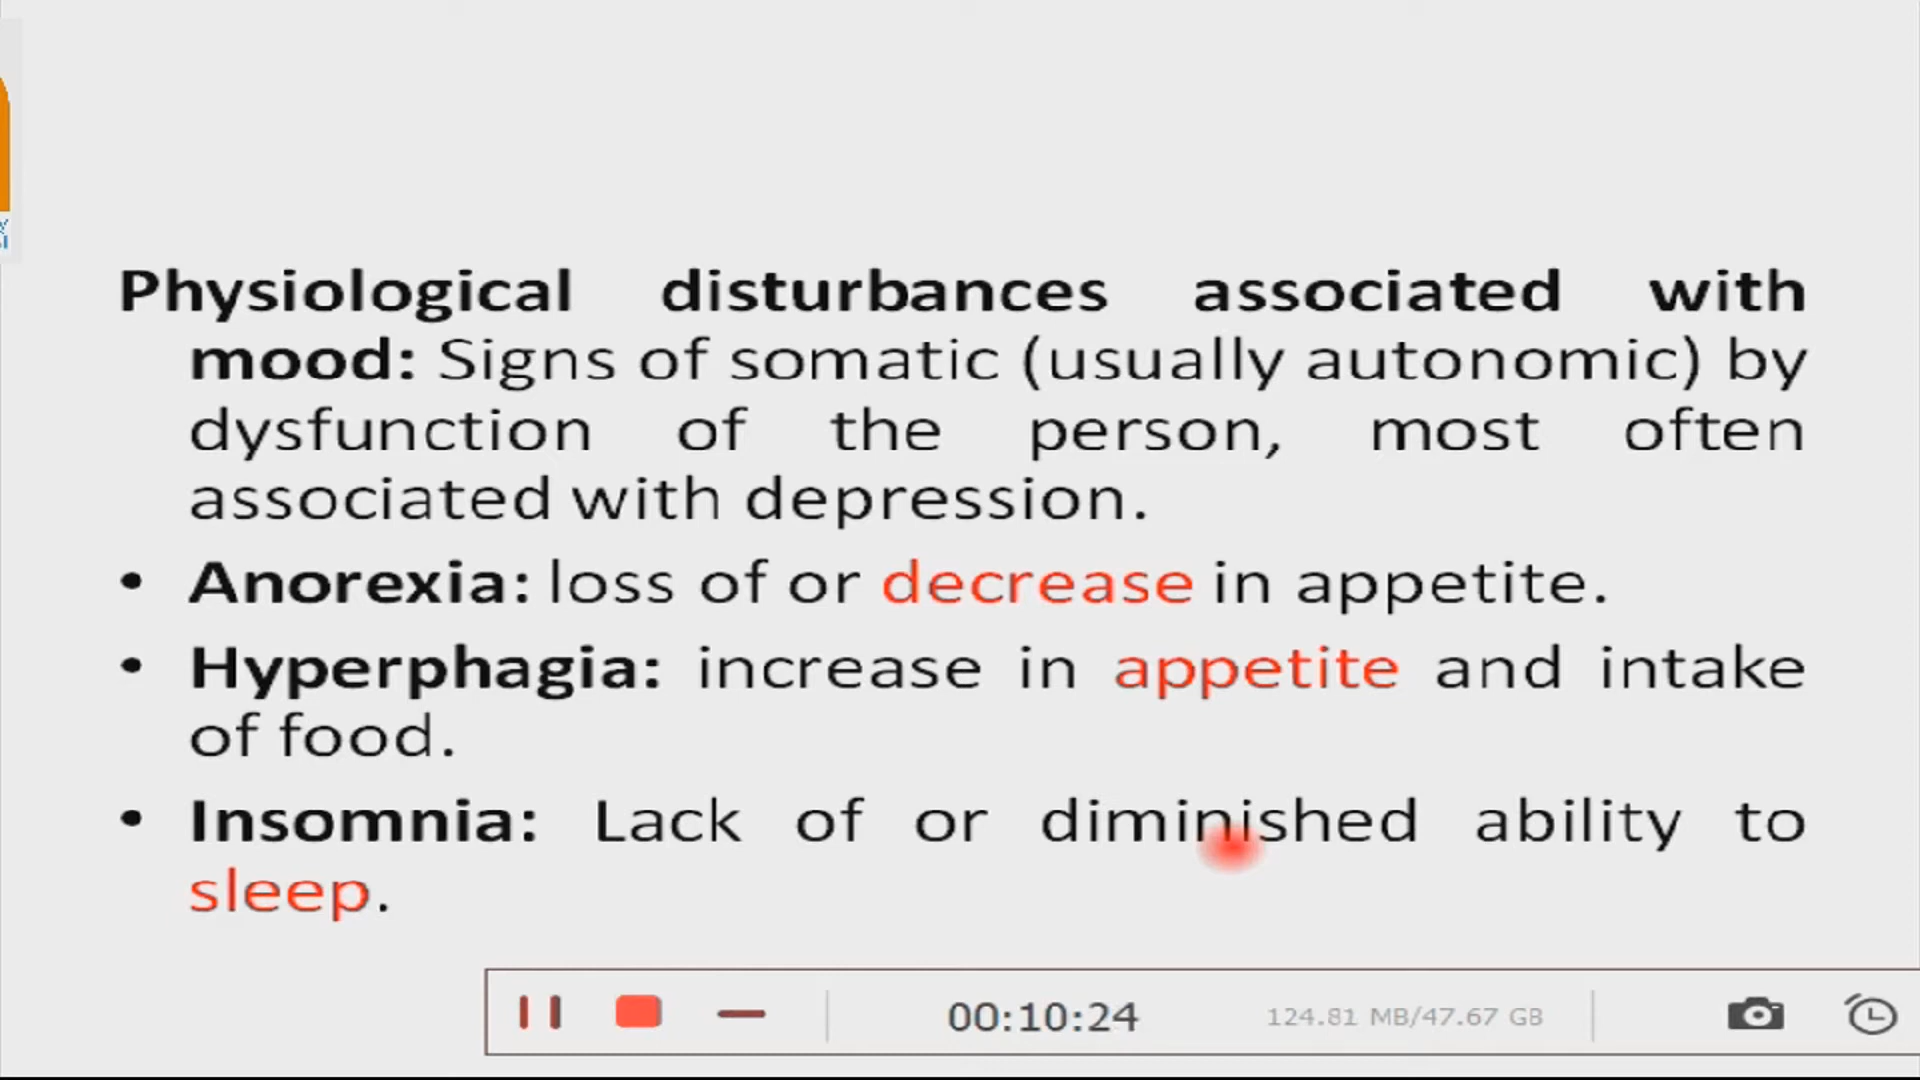 Physiological disturbances associated with
mood: Signs of somatic (usually autonomic) by
dysfunction of the person, most often
associated with depression.
• Anorexia: loss of or decrease in appetite.
• Hyperphagia: increase in appetite and intake
of food.
• Insomnia: Lack of or diminished ability to
sleep.
00:10:24 124.81 MB/47.67 GB